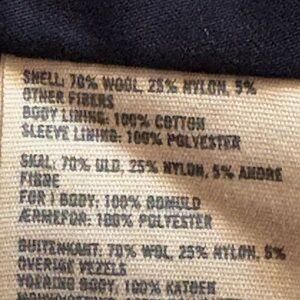 SHELL: 70% WOOL, 25% NYLON, 5%
OTHER FIBERS
BODY LINING: 100% COTTON
SLEEVE LINING: 100% POLYESTER
SKAL: 70% ULD, 25% NYLON, 5% ANDRE
FIBRE
FOR I BODY: 100% BOMULD
ÆRMEFOR: 100% POLYESTER
BUITENKANT: 70% WOL, 25% NYLON, 5%
OVERIGE VEZELS
VOERING BODY: 100% KATOEN